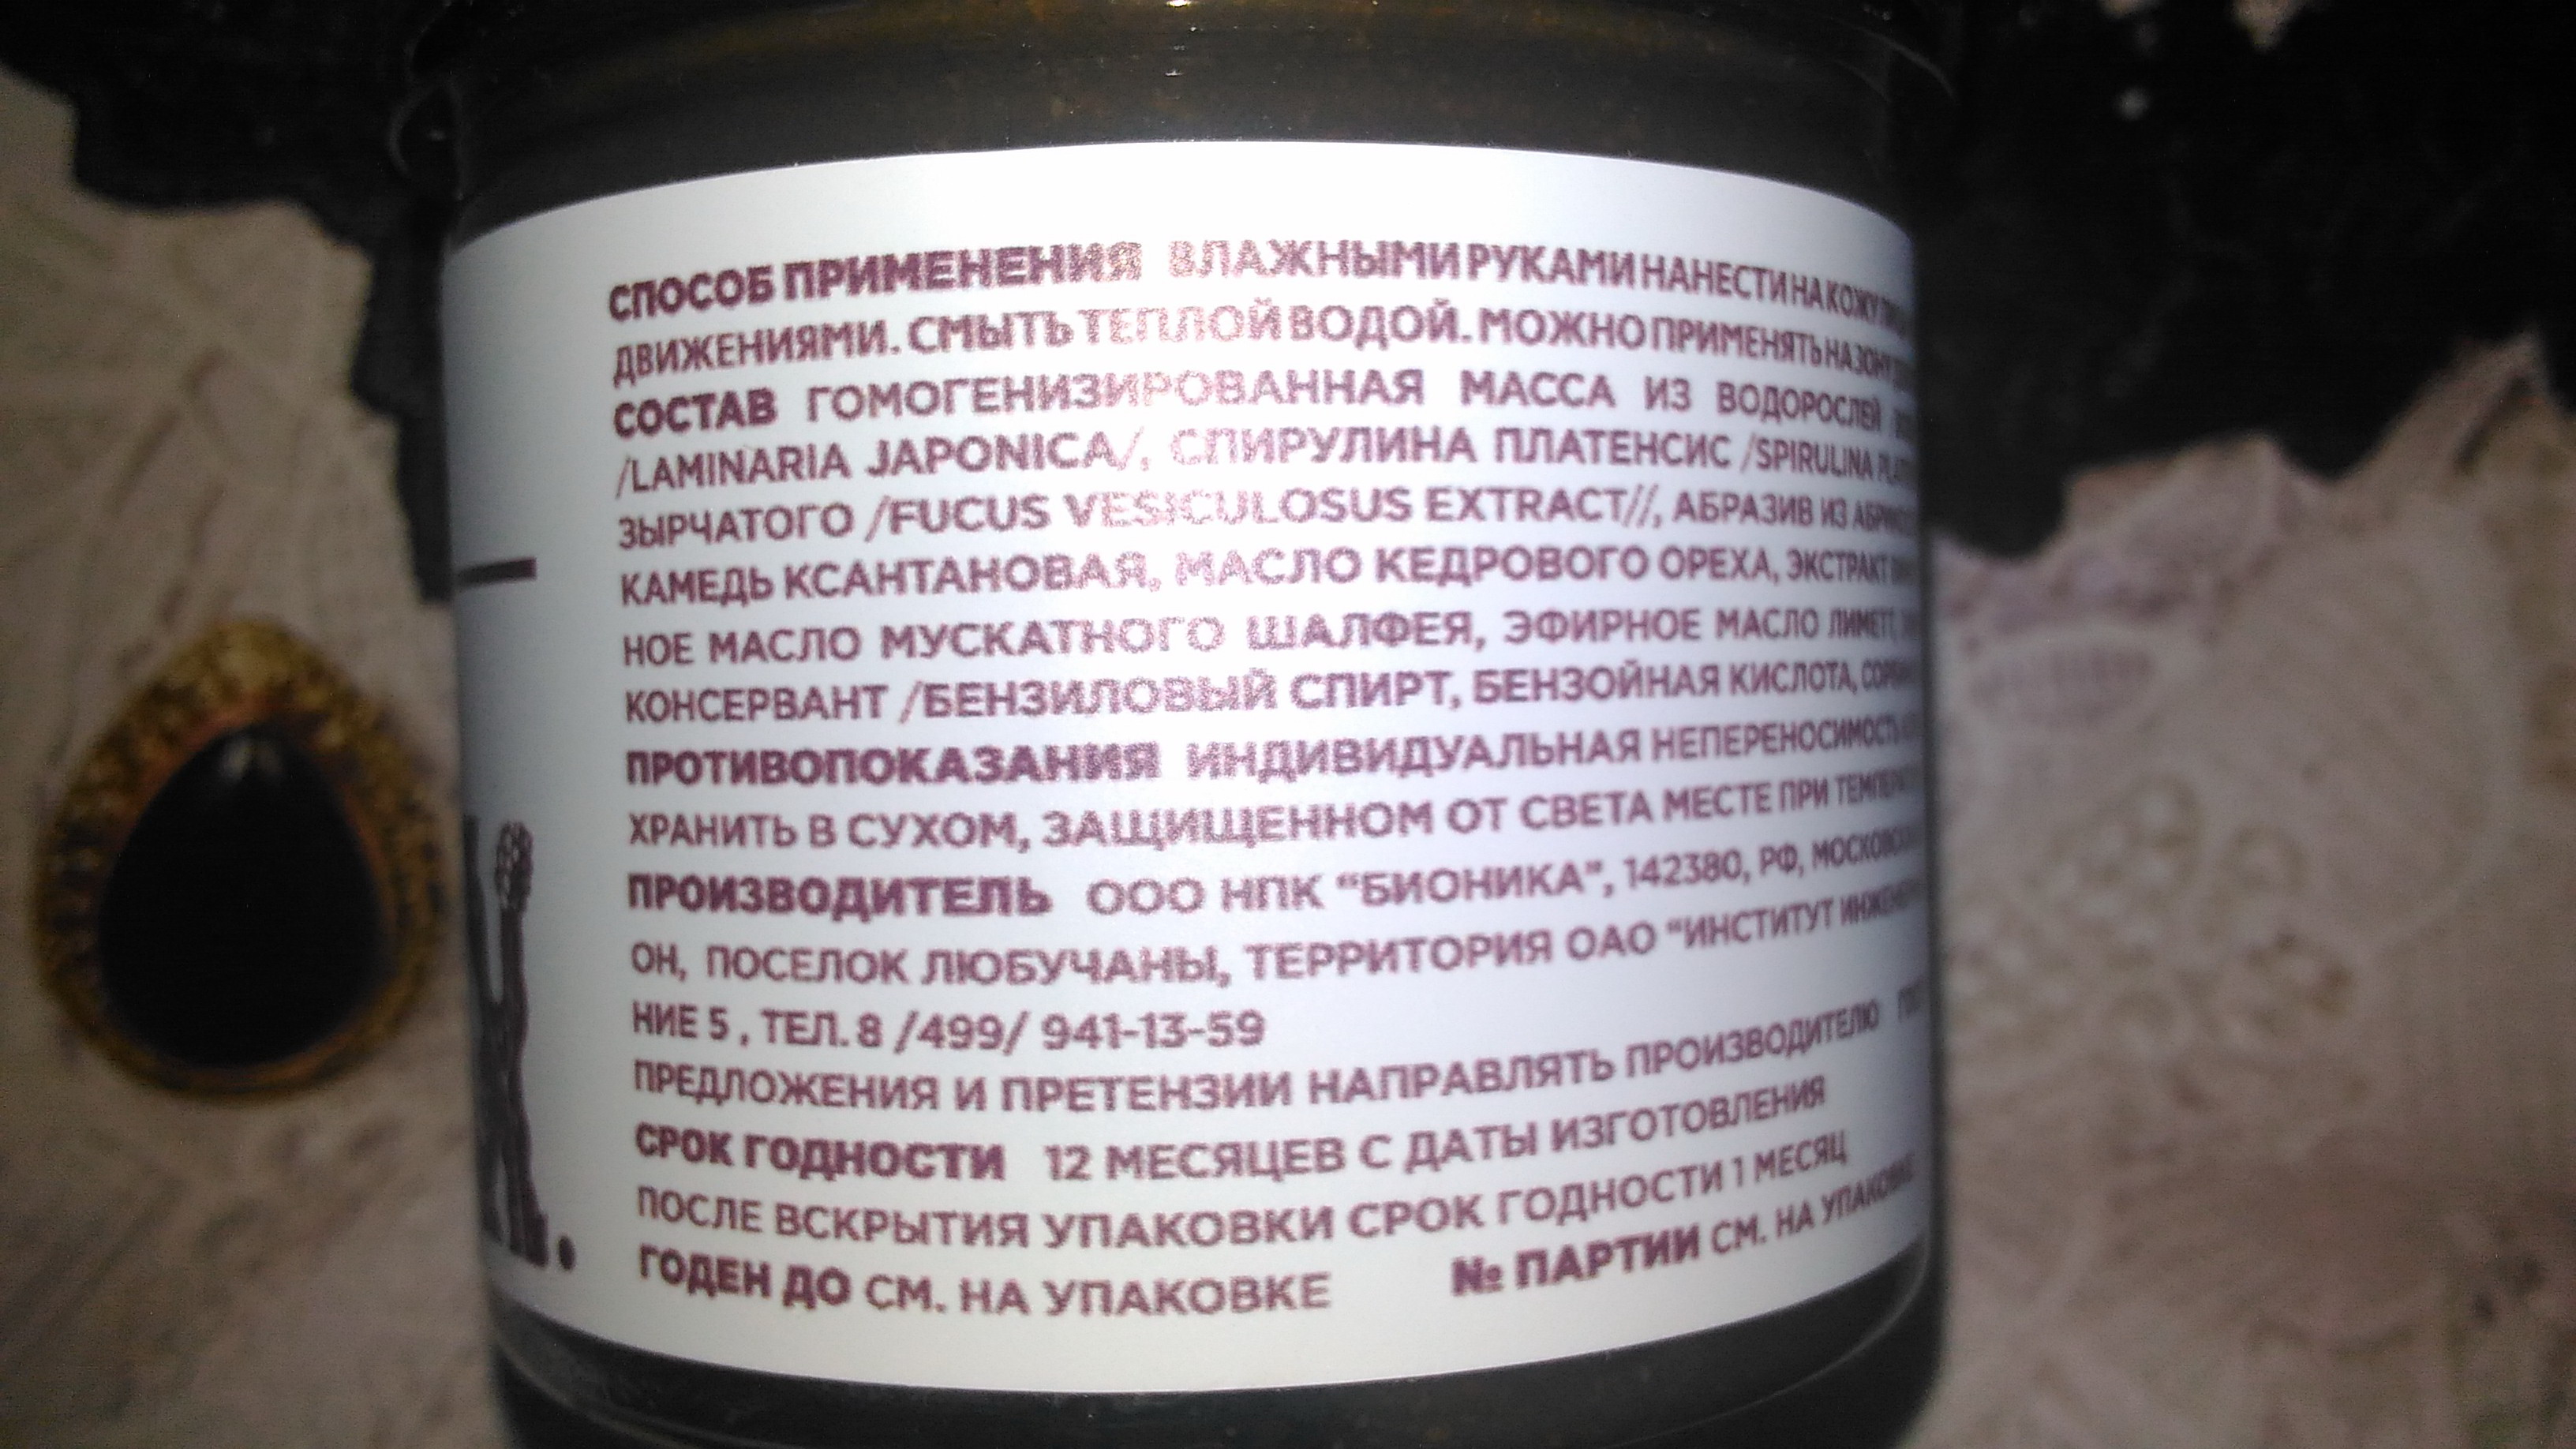 СПОСОБ ПРИМЕНЕНИЯ ВЛАЖНЫМИ РУКАМИ НАНЕСТИ НА КОЖУ
ДВИЖЕНИЯМИ. СМЫТЬ ТЕПЛОЙ ВОДОЙ. МОЖНО ПРИМЕНЯТЬ НА ЗОНУ
СОСТАВ ГОМОГЕНИЗИРОВАННАЯ МАССА ИЗ ВОДОРОСЛЕЙ
/LAMINARIA JAPONICA/, СПИРУЛИНА ПЛАТЕНСИС /SPIRULINA
ЗЫРЧАТОГО /FUCUS VESICULOSUS EXTRACT//, АБРАЗИВ ИЗ
КАМЕДЬ КСАНТАНОВАЯ, МАСЛО КЕДРОВОГО ОРЕХА, ЭКСТРАКТ
НОЕ МАСЛО МУСКАТНОГО ШАЛФЕЯ, ЭФИРНОЕ МАСЛО ЛИМЕТТ,
КОНСЕРВАНТ /БЕНЗИЛОВЫЙ СПИРТ, БЕНЗОЙНАЯ КИСЛОТА,
ПРОТИВОПОКАЗАНИЯ ИНДИВИДУАЛЬНАЯ НЕПЕРЕНОСИМОСТЬ
ХРАНИТЬ В СУХОМ, ЗАЩИЩЕННОМ ОТ СВЕТА МЕСТЕ ПРИ
ПРОИЗВОДИТЕЛЬ ООО НПК “БИОНИКА”, 142380, РФ,
ОН, ПОСЕЛОК ЛЮБУЧАНЫ, ТЕРРИТОРИЯ ОАО “ИНСТИТУТ
НИЕ 5 , ТЕЛ. 8 /499/ 941-13-59
ПРЕДЛОЖЕНИЯ И ПРЕТЕНЗИИ НАПРАВЛЯТЬ ПРОИЗВОДИТЕЛЮ
СРОК ГОДНОСТИ 12 МЕСЯЦЕВ С ДАТЫ ИЗГОТОВЛЕНИЯ
ПОСЛЕ ВСКРЫТИЯ УПАКОВКИ СРОК ГОДНОСТИ 1 МЕСЯЦ
ГОДЕН ДО СМ. НА УПАКОВКЕ № ПАРТИИ СМ. НА УПАКОВКЕ